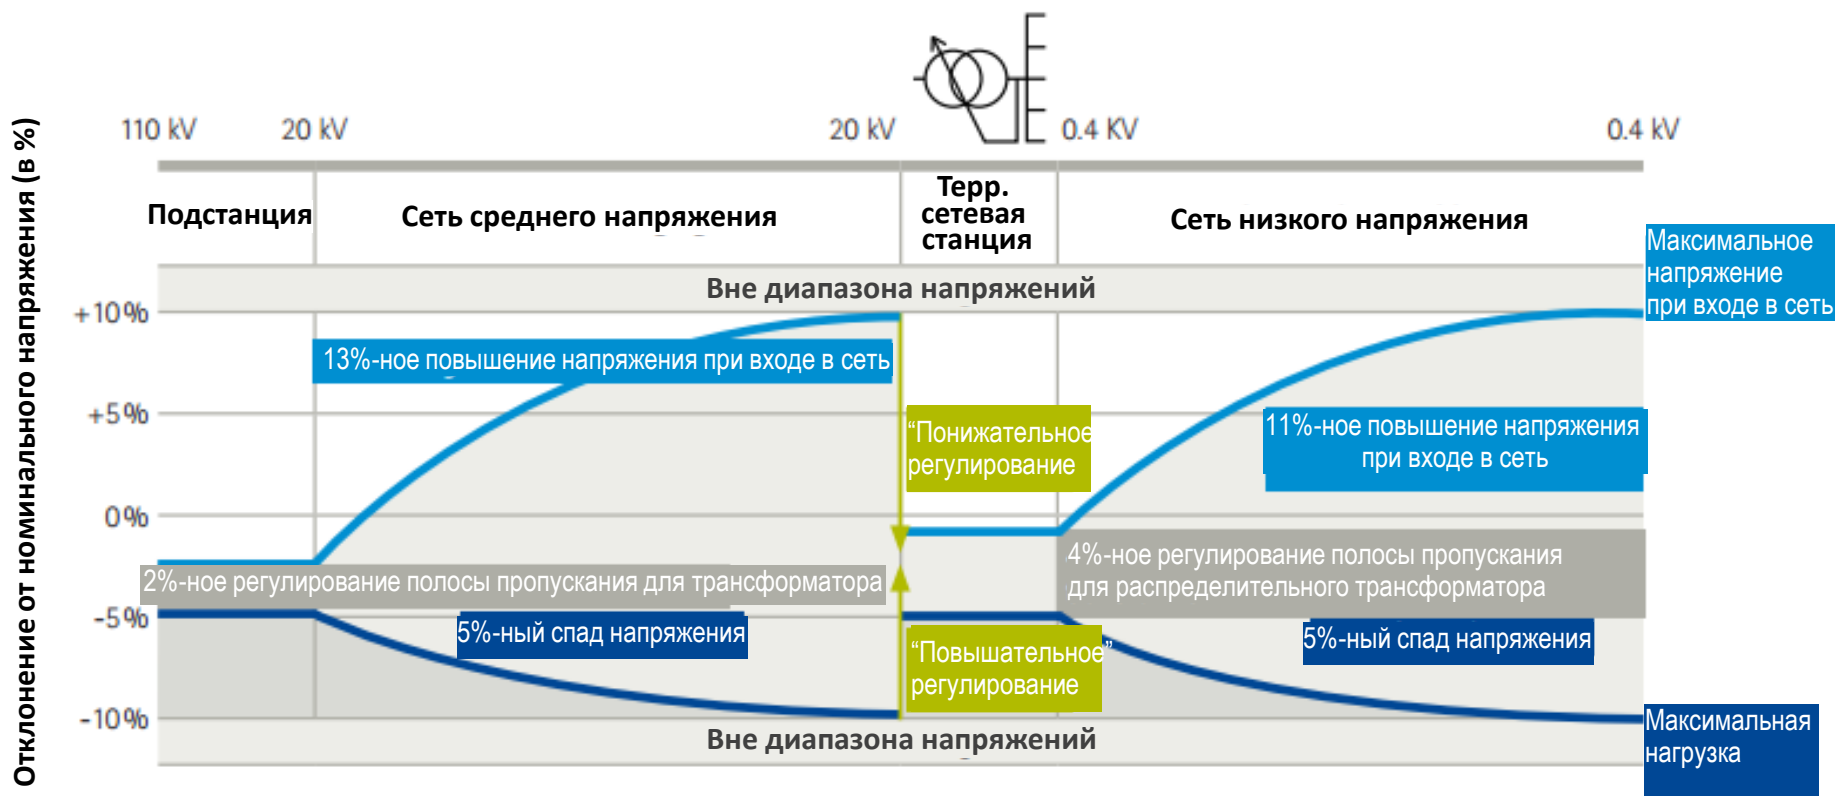 Отклонение от номинального напряжения (в %)
110 kV
20 kV
20 kV
0.4 KV
0.4 kV
Подстанция
Сеть среднего напряжения
Терр.
сетевая
станция
Сеть низкого напряжения
Максимальное
напряжение
при входе в сеть
Вне диапазона напряжений
+10%
13%-ное повышение напряжения при входе в сеть
+5%
“Понижательное
регулирование
11%-ное повышение напряжения
при входе в сеть
0%
2%-ное регулирование полосы пропускания для трансформатора
4%-ное регулирование полосы пропускания
для распределительного трансформатора
-5%
5%-ный спад напряжения
“Повышательное”
регулирование
5%-ный спад напряжения
-10%
Вне диапазона напряжений
Максимальная
нагрузка